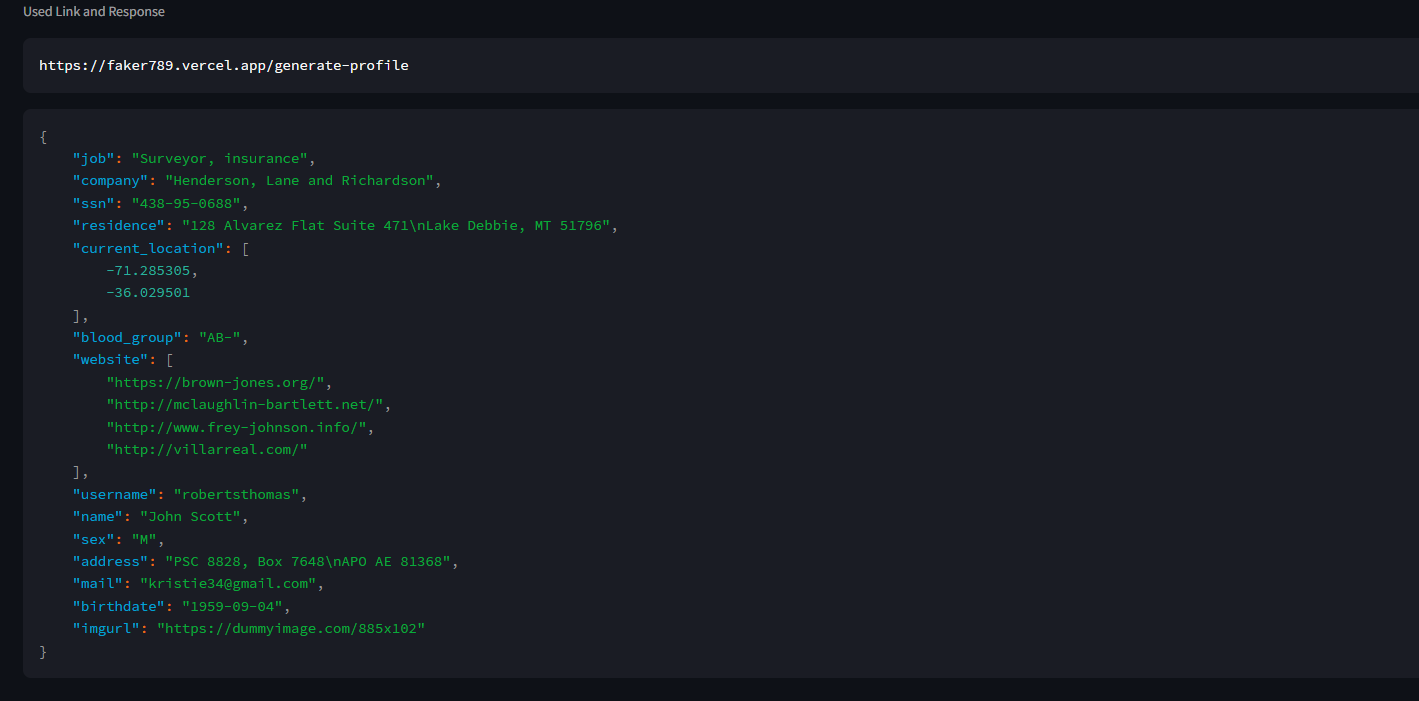 Used Link and Response
https://faker789.vercel.app/generate-profile
{
    "job": "Surveyor, insurance",
    "company": "Henderson, Lane and Richardson",
    "ssn": "438-95-0688",
    "residence": "128 Alvarez Flat Suite 471\nLake Debbie, MT 51796",
    "current_location": [
        -71.285305,
        -36.029501
    ],
    "blood_group": "AB-",
    "website": [
        "https://brown-jones.org/",
        "http://mclaughlin-bartlett.net/",
        "http://www.frey-johnson.info/",
        "http://villarreal.com/"
    ],
    "username": "robertsthomas",
    "name": "John Scott",
    "sex": "M",
    "address": "PSC 8828, Box 7648\nAPO AE 81368",
    "mail": "kristie34@gmail.com",
    "birthdate": "1959-09-04",
    "imgurl": "https://dummyimage.com/885x102"
}